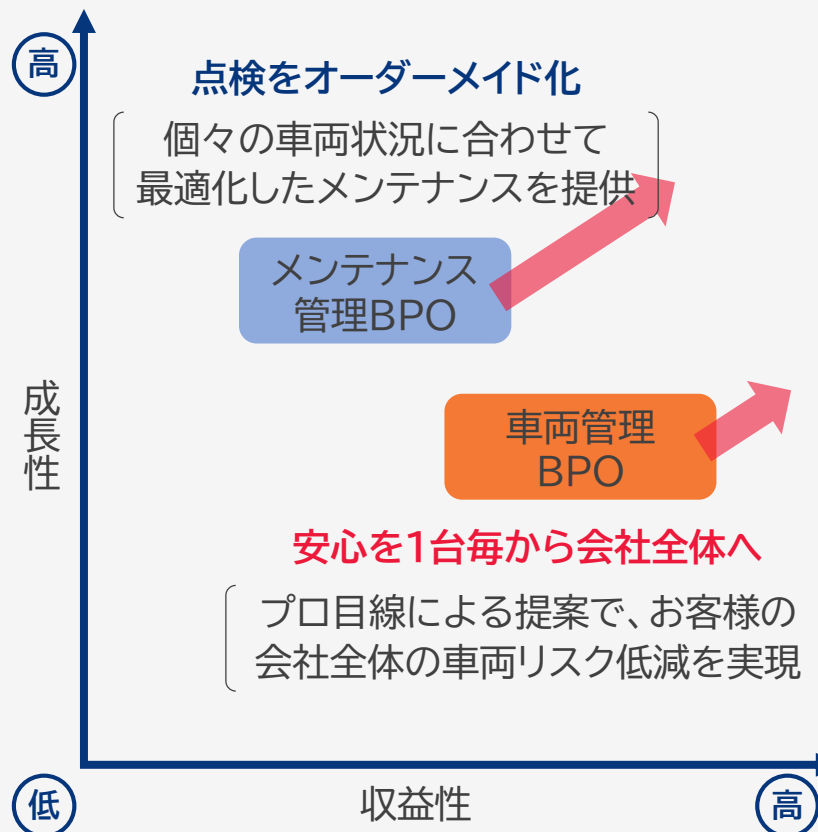 高
点検をオーダーメイド化
個々の車両状況に合わせて
最適化したメンテナンスを提供
メンテナンス
管理BPO
成長性
車両管理
BPO
安心を1台毎から会社全体へ
プロ目線による提案で、お客様の
会社全体の車両リスク低減を実現
低
収益性
高